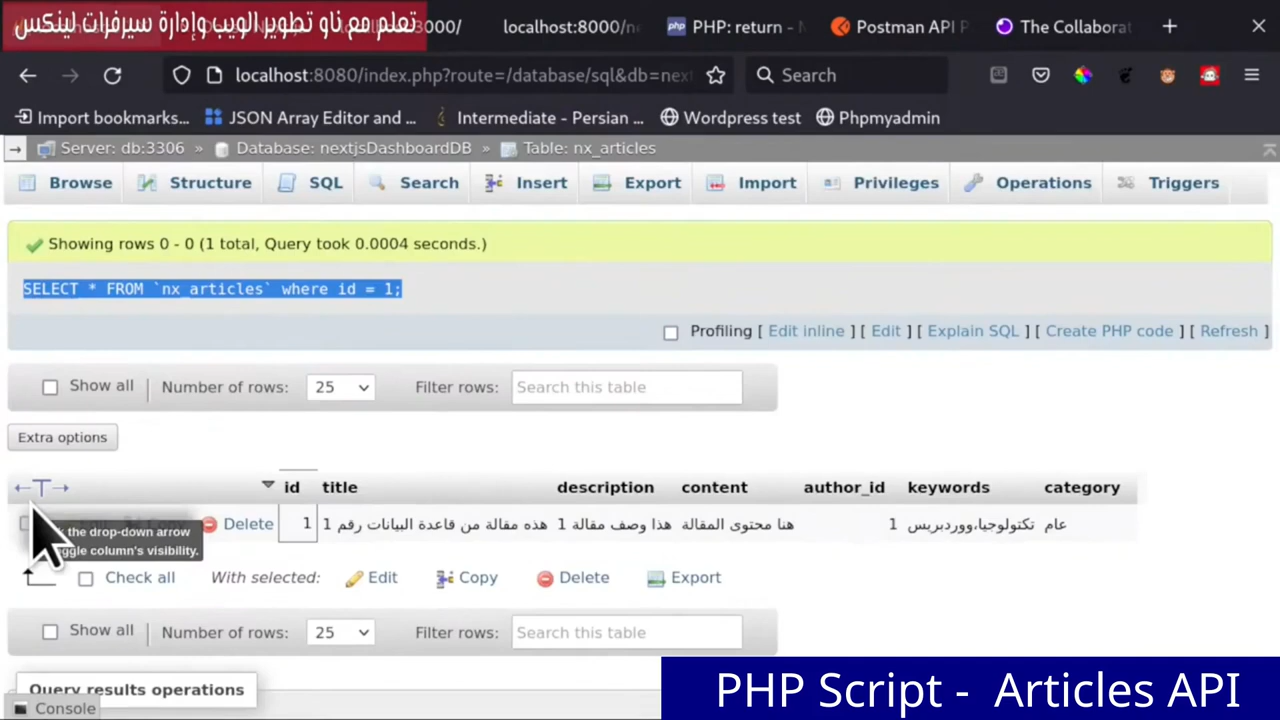 تعلم مع ناو تطوير الويب وإدارة سيرفرات لينكس
3000/
localhost:8000/n
PHP: return -
Postman API P
The Collaborat
localhost:8080/index.php?route=/database/sql&db=next
Search
Import bookmarks...
JSON Array Editor and ...
Intermediate - Persian ...
Wordpress test
Phpmyadmin
Server: db:3306 » Database: nextjsDashboardDB » Table: nx_articles
Browse Structure SQL Search Insert Export Import Privileges Operations Triggers
Showing rows 0 - 0 (1 total, Query took 0.0004 seconds.)
SELECT * FROM `nx_articles` where id = 1;
Profiling [ Edit inline ] [ Edit ] [ Explain SQL ] [ Create PHP code ] [ Refresh ]
Show all Number of rows: 25 Filter rows: Search this table
Extra options
id title description content author_id keywords category
Delete 1 هذه مقالة من قاعدة البيانات رقم 1 هذا وصف مقالة 1 هنا محتوى المقالة 1 تكنولوجيا،ووردبريس عام
the drop-down arrow
column's visibility.
Check all With selected: Edit Copy Delete Export
Show all Number of rows: 25 Filter rows: Search this table
Query results operations
Console
PHP Script - Articles API